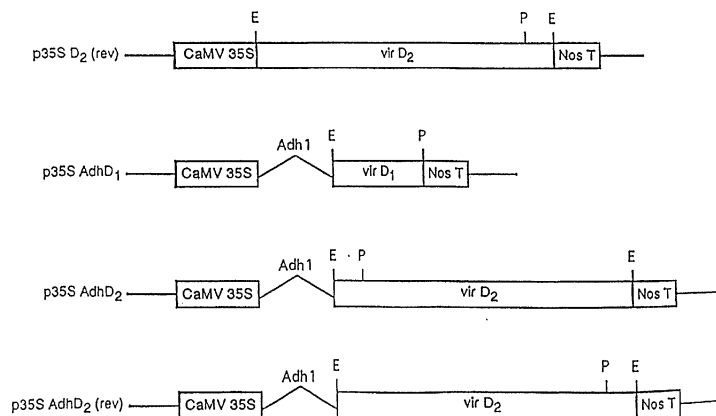 E P E
p35S D2 (rev) CaMV 35S vir D2 Nos T
Adh1 E P
p35S AdhD1 CaMV 35S vir D1 Nos T
Adh1 E P E
p35S AdhD2 CaMV 35S vir D2 Nos T
Adh1 E P E
p35S AdhD2 (rev) CaMV 35S vir D2 Nos T